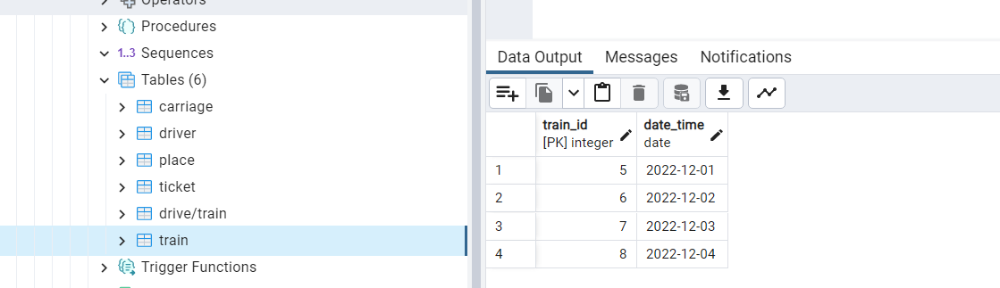 Operators
Procedures
1..3 Sequences
Tables (6)
carriage
driver
place
ticket
drive/train
train
Trigger Functions
Data Output Messages Notifications
train_id date_time
[PK] integer date
1 5 2022-12-01
2 6 2022-12-02
3 7 2022-12-03
4 8 2022-12-04